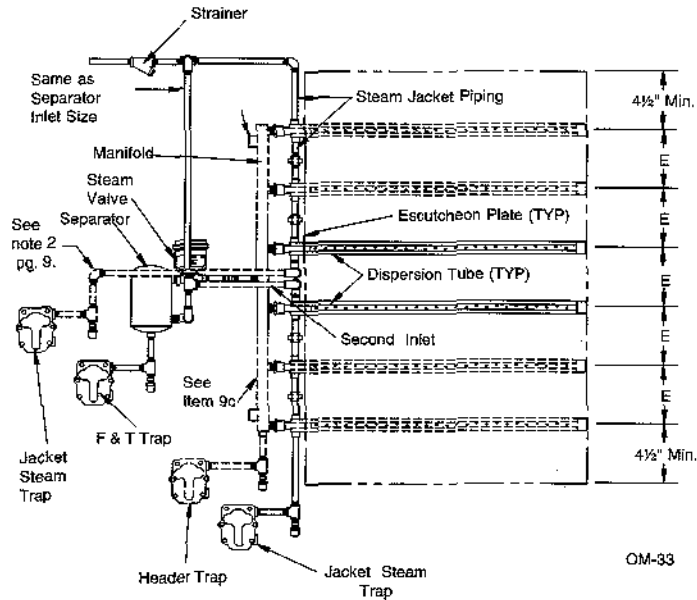 Strainer
Same as
Separator
Inlet Size
Steam Jacket Piping
4½" Min.
Manifold
E
Steam
Valve
Separator
See
note 2
pg. 9.
Escutcheon Plate (TYP)
E
Dispersion Tube (TYP)
E
Second Inlet
E
See
Item 9c
E
F & T Trap
Jacket
Steam
Trap
4½" Min.
Header Trap
Jacket Steam
Trap
OM-33